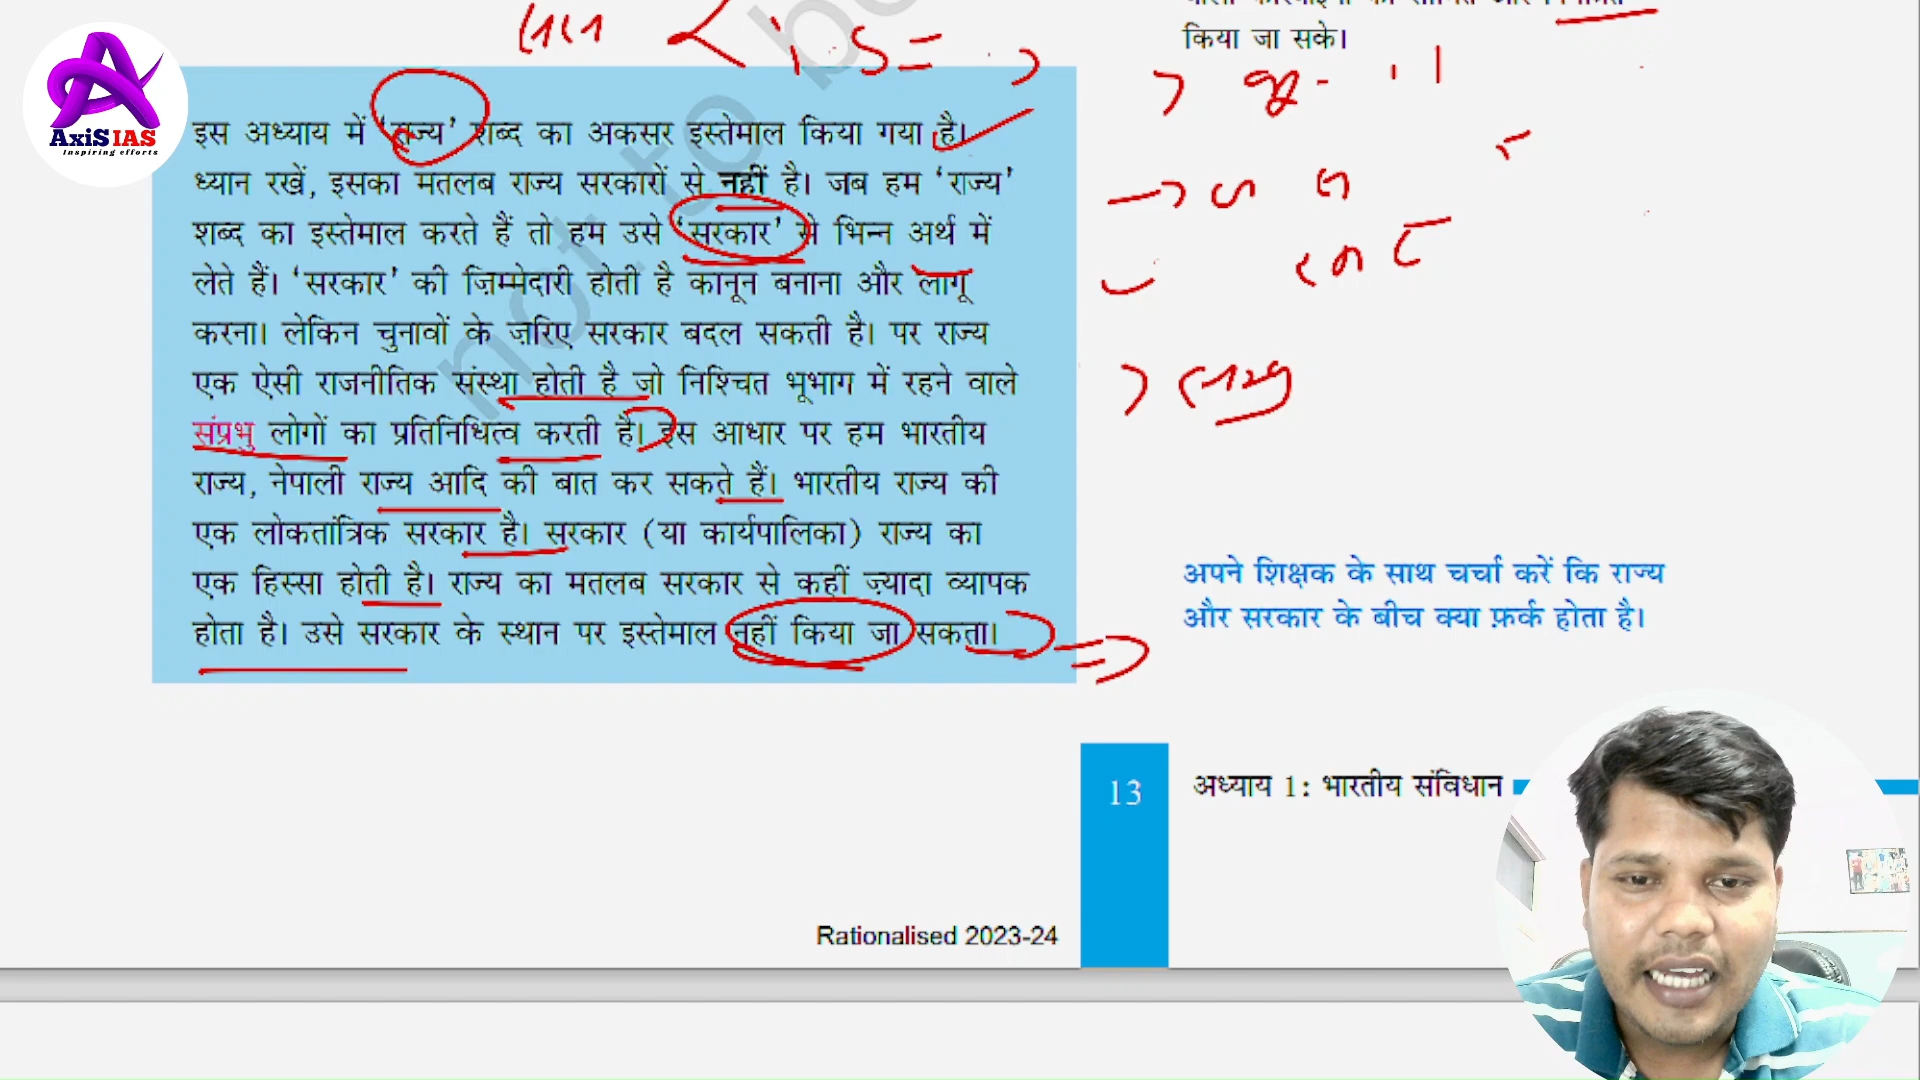 AxiS IAS
Inspiring efforts
किया जा सके।
इस अध्याय में ‘राज्य’ शब्द का अकसर इस्तेमाल किया गया है।
ध्यान रखें, इसका मतलब राज्य सरकारों से नहीं है। जब हम ‘राज्य’
शब्द का इस्तेमाल करते हैं तो हम उसे ‘सरकार’ से भिन्न अर्थ में
लेते हैं। ‘सरकार’ की ज़िम्मेदारी होती है कानून बनाना और लागू
करना। लेकिन चुनावों के ज़रिए सरकार बदल सकती है। पर राज्य
एक ऐसी राजनीतिक संस्था होती है जो निश्चित भूभाग में रहने वाले
संप्रभु लोगों का प्रतिनिधित्व करती है। इस आधार पर हम भारतीय
राज्य, नेपाली राज्य आदि की बात कर सकते हैं। भारतीय राज्य की
एक लोकतांत्रिक सरकार है। सरकार (या कार्यपालिका) राज्य का
एक हिस्सा होती है। राज्य का मतलब सरकार से कहीं ज़्यादा व्यापक
होता है। उसे सरकार के स्थान पर इस्तेमाल नहीं किया जा सकता।
not to be
अपने शिक्षक के साथ चर्चा करें कि राज्य
और सरकार के बीच क्या फ़र्क होता है।
13
अध्याय 1: भारतीय संविधान
Rationalised 2023-24